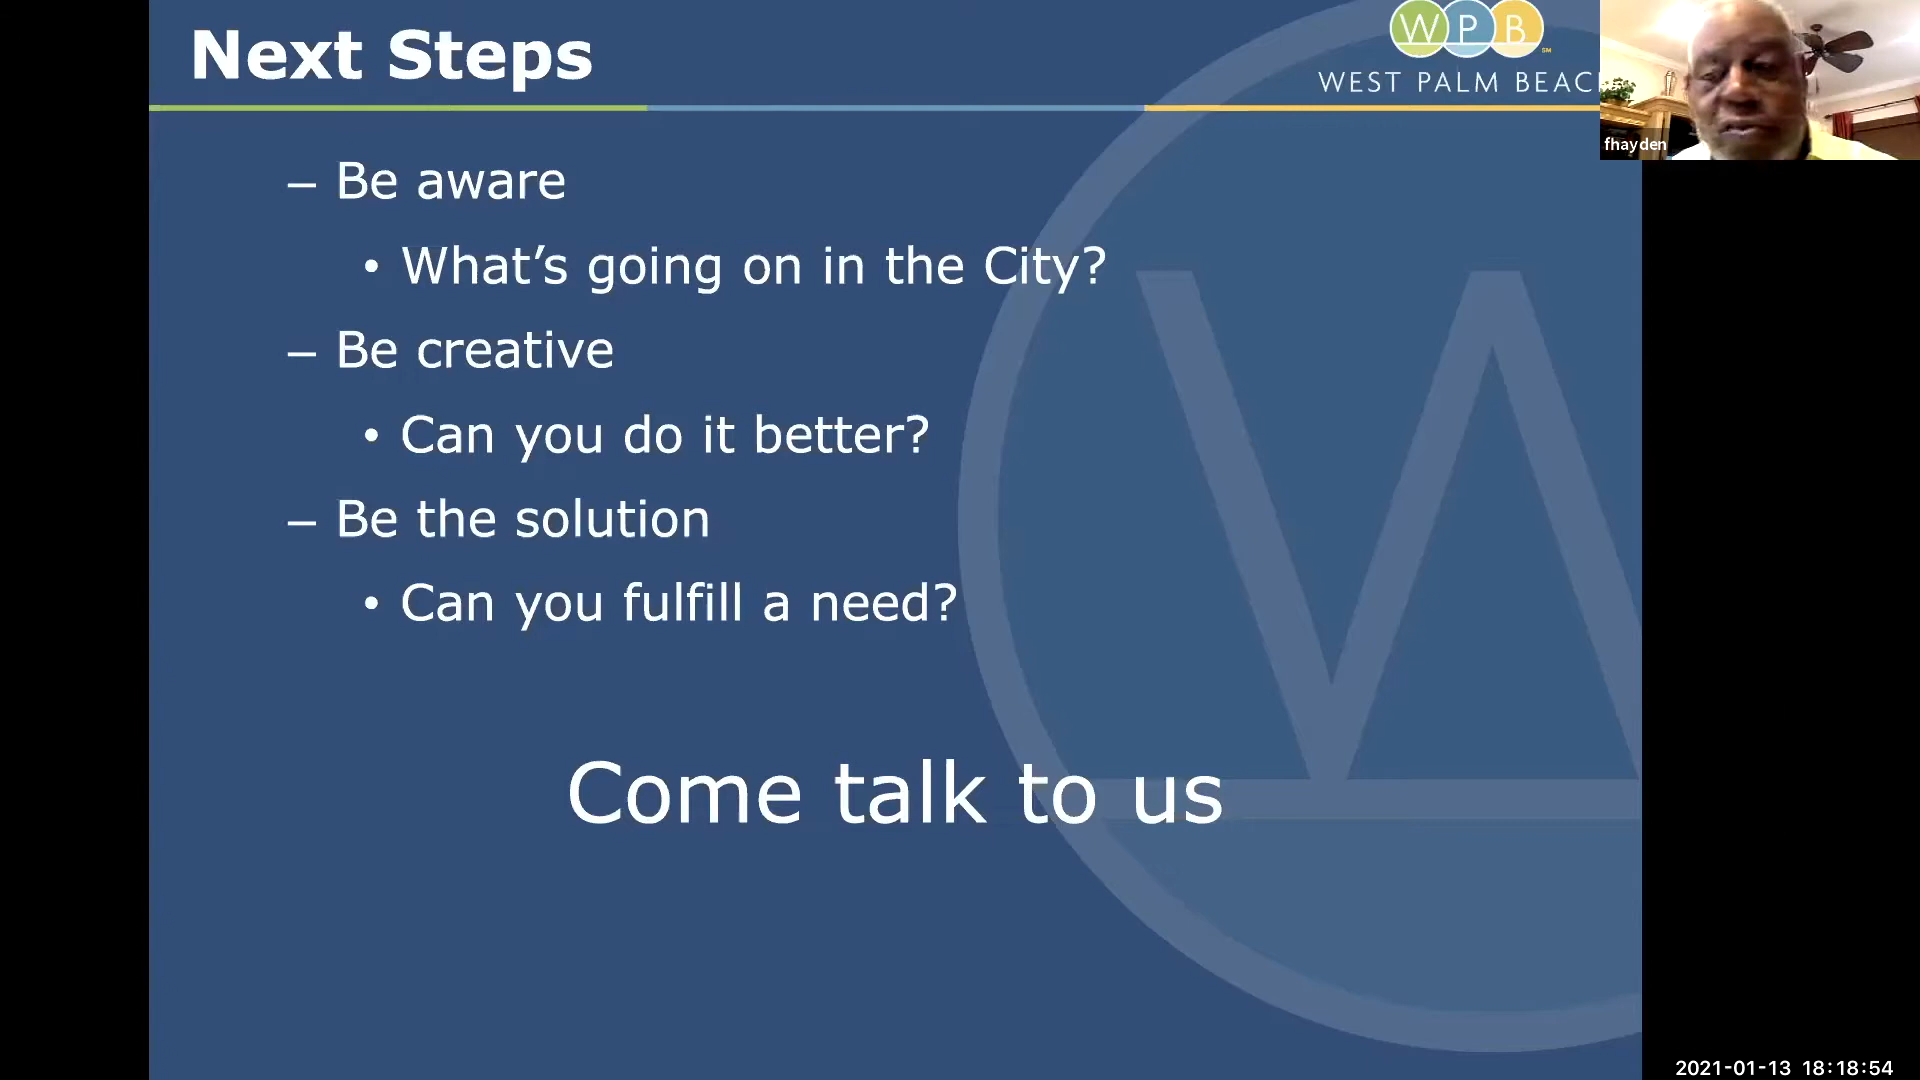 Next Steps
W P B
SM
WEST PALM BEAC
fhayden
– Be aware
• What’s going on in the City?
– Be creative
• Can you do it better?
– Be the solution
• Can you fulfill a need?
Come talk to us
2021-01-13 18:18:54